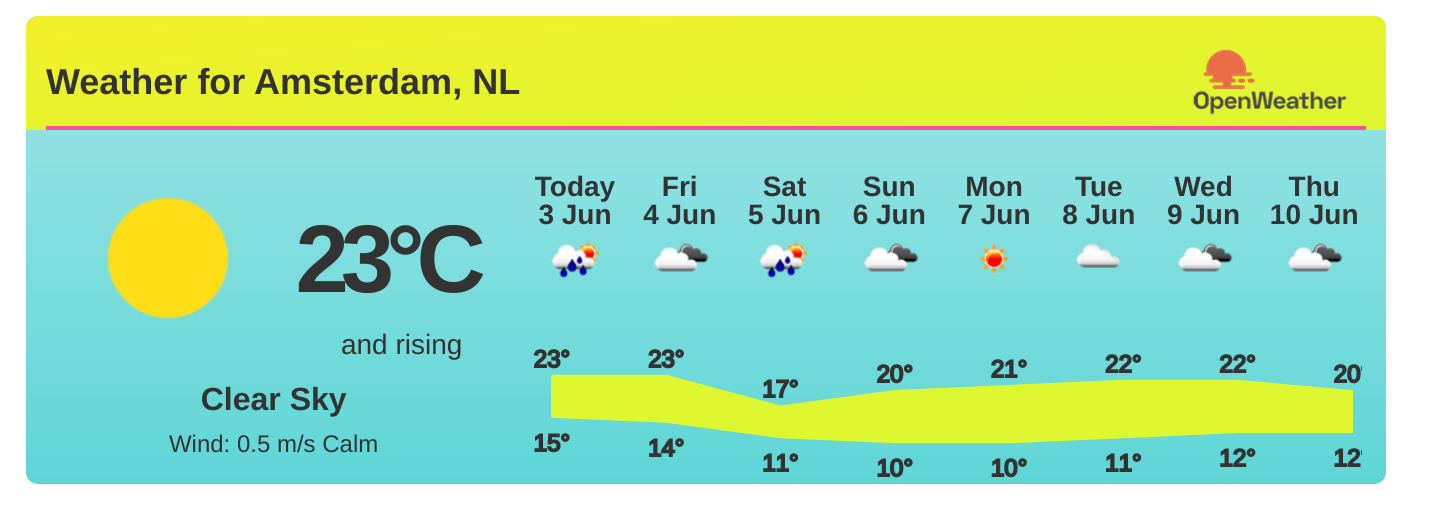 Weather for Amsterdam, NL
OpenWeather
23°C
and rising
Clear Sky
Wind: 0.5 m/s Calm
Today Fri Sat Sun Mon Tue Wed Thu
3 Jun 4 Jun 5 Jun 6 Jun 7 Jun 8 Jun 9 Jun 10 Jun
23° 23° 17° 20° 21° 22° 22° 20°
15° 14° 11° 10° 10° 11° 12° 12°